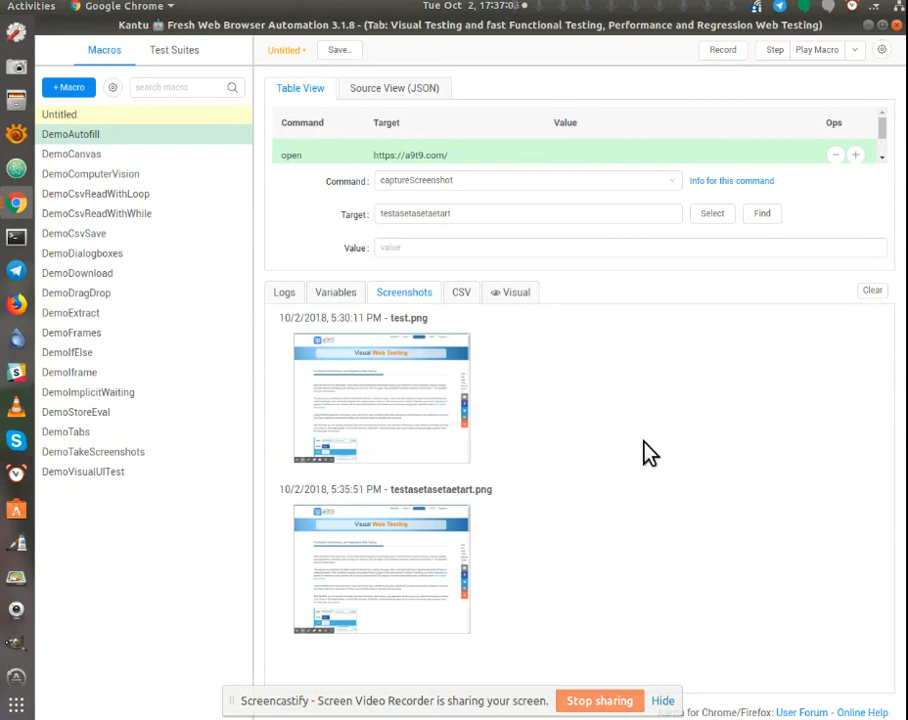 Activities Google Chrome Tue Oct 2, 17:37:05
Kantu Fresh Web Browser Automation 3.1.8 - (Tab: Visual Testing and fast Functional Testing, Performance and Regression Web Testing)
Macros Test Suites Untitled Save.. Record Step Play Macro
+ Macro search macro Table View Source View (JSON)
Untitled
DemoAutofill
DemoCanvas
DemoComputerVision
DemoCsvReadWithLoop
DemoCsvReadWithWhile
DemoCsvSave
DemoDialogboxes
DemoDownload
DemoDragDrop
DemoExtract
DemoFrames
DemoIfElse
DemoIframe
DemoImplicitWaiting
DemoStoreEval
DemoTabs
DemoTakeScreenshots
DemoVisualUITest
Command Target Value Ops
open https://a9t9.com/
Command: captureScreenshot Info for this command
Target: testasetasetaetart Select Find
Value: value
Logs Variables Screenshots CSV Visual Clear
10/2/2018, 5:30:11 PM - test.png
a9t9
Visual Web Testing
10/2/2018, 5:35:51 PM - testasetasetaetart.png
a9t9
Visual Web Testing
Screencastify - Screen Video Recorder is sharing your screen. Stop sharing Hide
for Chrome/Firefox: User Forum - Online Help